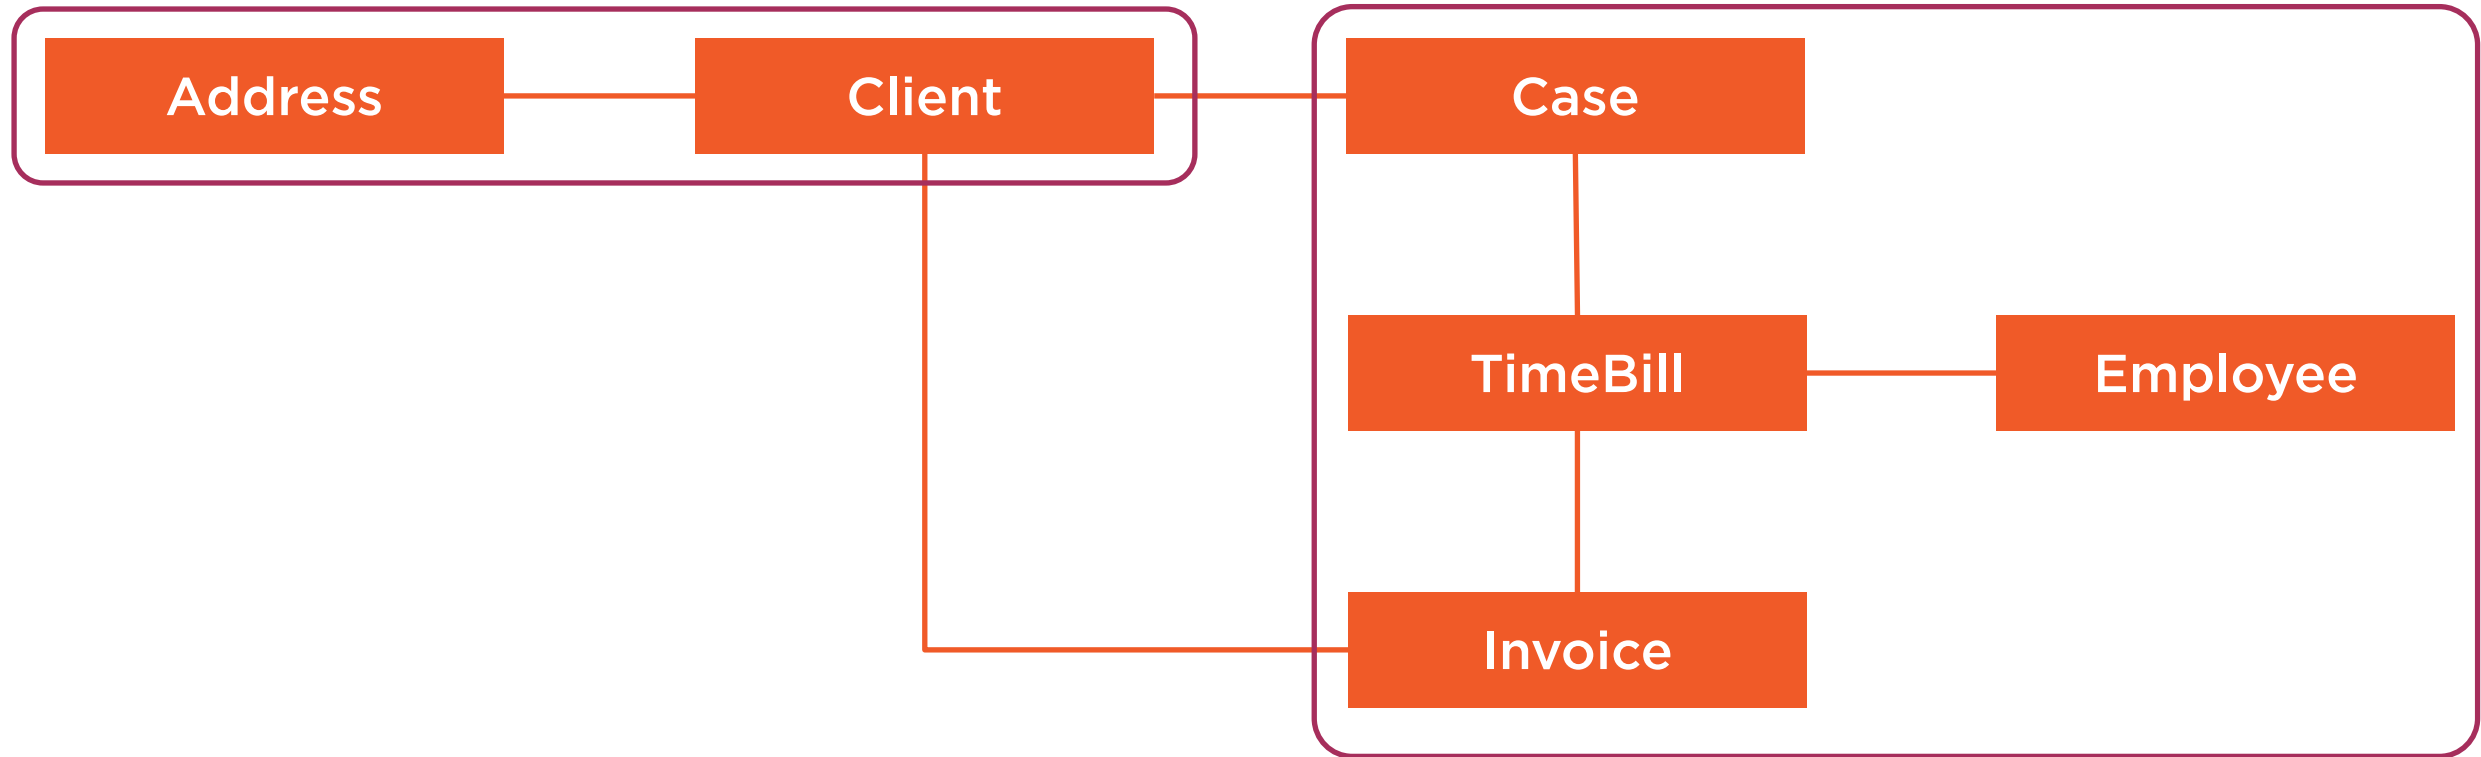 Address
Client
Case
TimeBill
Employee
Invoice